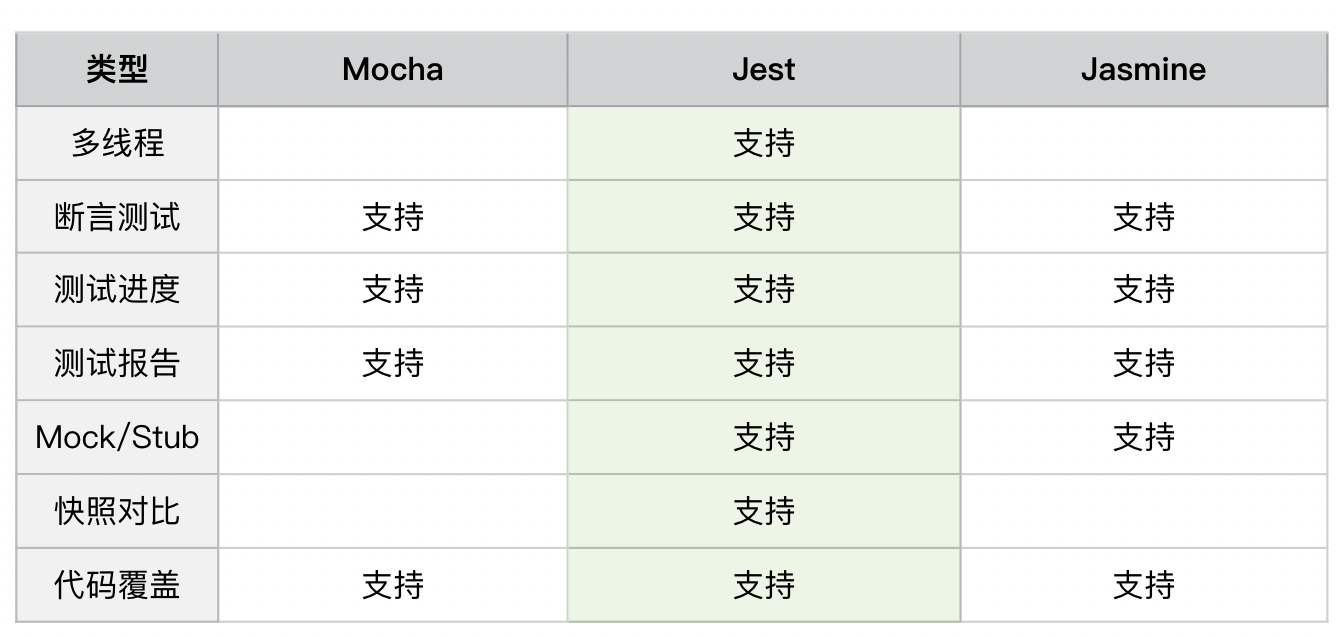 类型 Mocha Jest Jasmine
多线程 支持
断言测试 支持 支持 支持
测试进度 支持 支持 支持
测试报告 支持 支持 支持
Mock/Stub 支持 支持
快照对比 支持
代码覆盖 支持 支持 支持